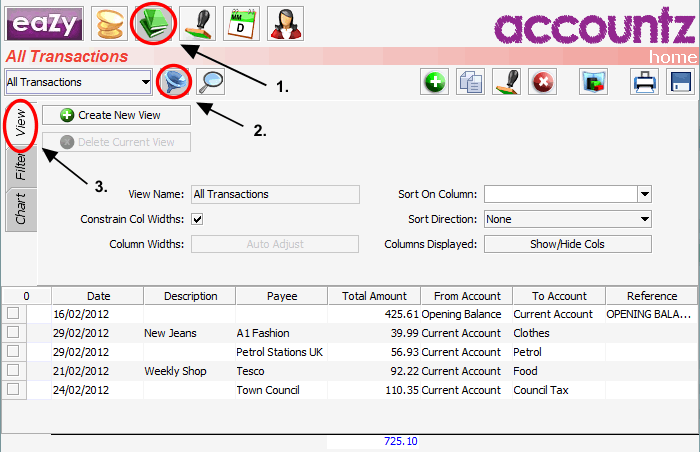 eazy
MM
D
accountz
1.
All Transactions
home
All Transactions
2.
View
Filter
Chart
Create New View
Delete Current View
3.
View Name: All Transactions Sort On Column:
Constrain Col Widths: Sort Direction: None
Column Widths: Auto Adjust Columns Displayed: Show/Hide Cols
0 Date Description Payee Total Amount From Account To Account Reference
16/02/2012 425.61 Opening Balance Current Account OPENING BALA...
29/02/2012 New Jeans A1 Fashion 39.99 Current Account Clothes
29/02/2012 Petrol Stations UK 56.93 Current Account Petrol
21/02/2012 Weekly Shop Tesco 92.22 Current Account Food
24/02/2012 Town Council 110.35 Current Account Council Tax
725.10